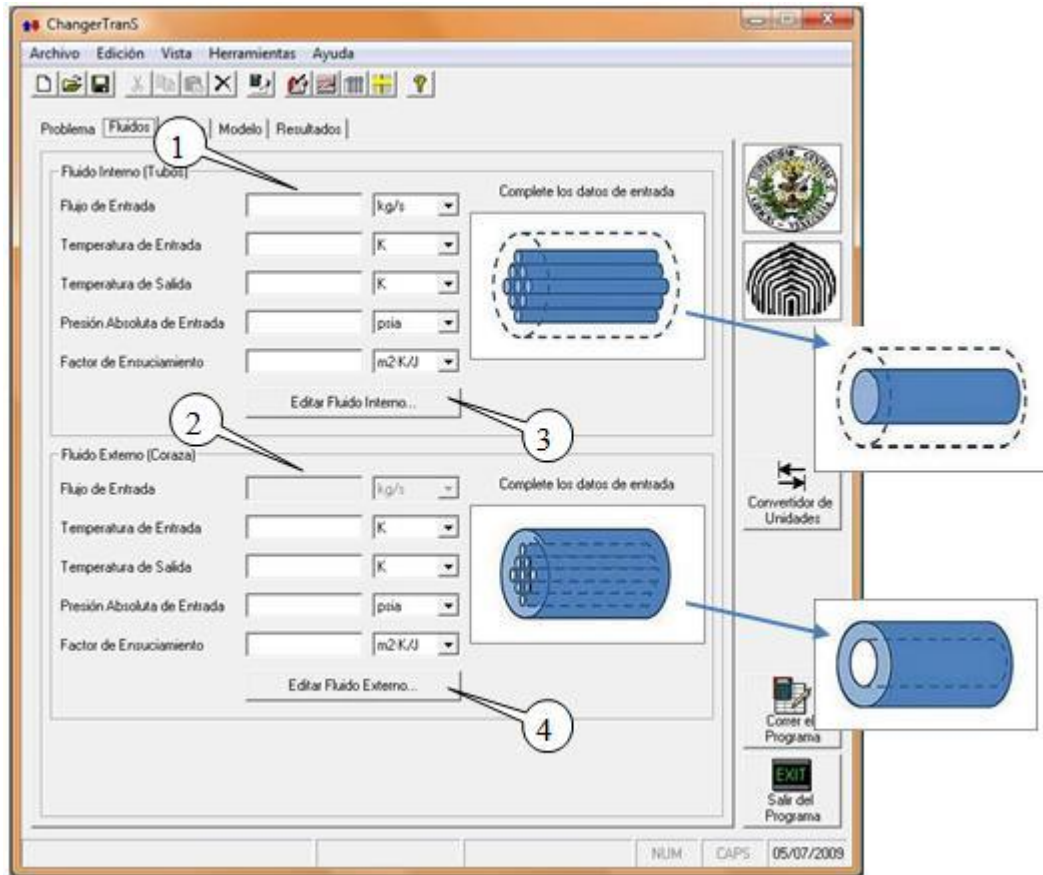 ChangerTranS
Archivo Edición Vista Herramientas Ayuda
Problema Fluidos Modelo Resultados
1
Fluido Interno (Tubos)
Flujo de Entrada kg/s
Complete los datos de entrada
Temperatura de Entrada K
Temperatura de Salida K
Presión Absoluta de Entrada psia
Factor de Ensuciamiento m2·K/J
Editar Fluido Interno...
2
3
Fluido Externo (Coraza)
Flujo de Entrada kg/s
Complete los datos de entrada
Temperatura de Entrada K
Temperatura de Salida K
Presión Absoluta de Entrada psia
Factor de Ensuciamiento m2·K/J
Editar Fluido Externo...
4
Convertidor de
Unidades
Correr el
Programa
EXIT
Salir del
Programa
NUM CAPS 05/07/2009